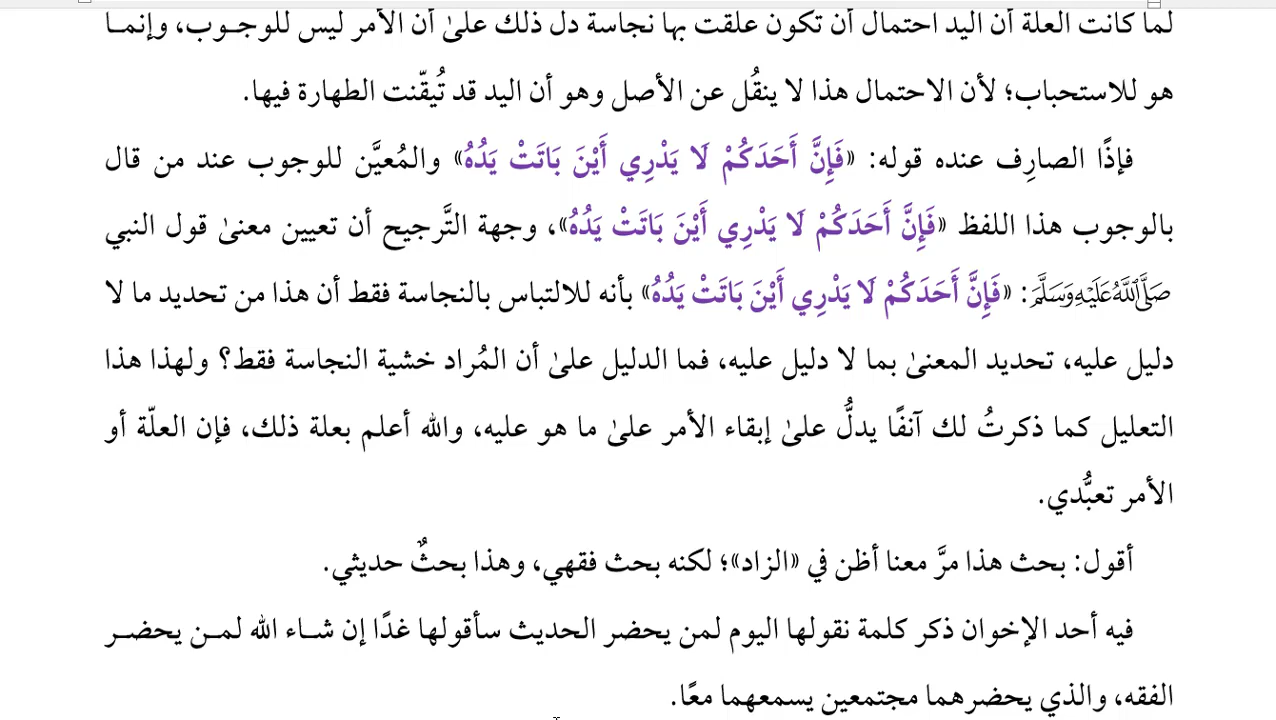 لما كانت العلة أن اليد احتمال أن تكون علقت بها نجاسة دل ذلك علىٰ أن الأمر ليس للوجـوب، وإنمـا
هو للاستحباب؛ لأن الاحتمال هذا لا ينقُل عن الأصل وهو أن اليد قد تُيقّنت الطهارة فيها.
فإذًا الصارِف عنده قوله: «فَإِنَّ أَحَدَكُمْ لَا يَدْرِي أَيْنَ بَاتَتْ يَدُهُ» والمُعيَّن للوجوب عند من قال
بالوجوب هذا اللفظ «فَإِنَّ أَحَدَكُمْ لَا يَدْرِي أَيْنَ بَاتَتْ يَدُهُ»، وجهة التَّرجيح أن تعيين معنىٰ قول النبي
صَلَّىٰاللَّهُعَلَيْهِوَسَلَّمَ: «فَإِنَّ أَحَدَكُمْ لَا يَدْرِي أَيْنَ بَاتَتْ يَدُهُ» بأنه للالتباس بالنجاسة فقط أن هذا من تحديد ما لا
دليل عليه، تحديد المعنىٰ بما لا دليل عليه، فما الدليل علىٰ أن المُراد خشية النجاسة فقط؟ ولهذا هذا
التعليل كما ذكرتُ لك آنفًا يدلُّ علىٰ إبقاء الأمر علىٰ ما هو عليه، والله أعلم بعلة ذلك، فإن العلّة أو
الأمر تعبُّدي.
أقول: بحث هذا مرَّ معنا أظن في «الزاد»؛ لكنه بحث فقهي، وهذا بحثٌ حديثي.
فيه أحد الإخوان ذكر كلمة نقولها اليوم لمن يحضر الحديث سأقولها غدًا إن شـاء الله لمـن يحضـر
الفقه، والذي يحضرهما مجتمعين يسمعهما معًا.